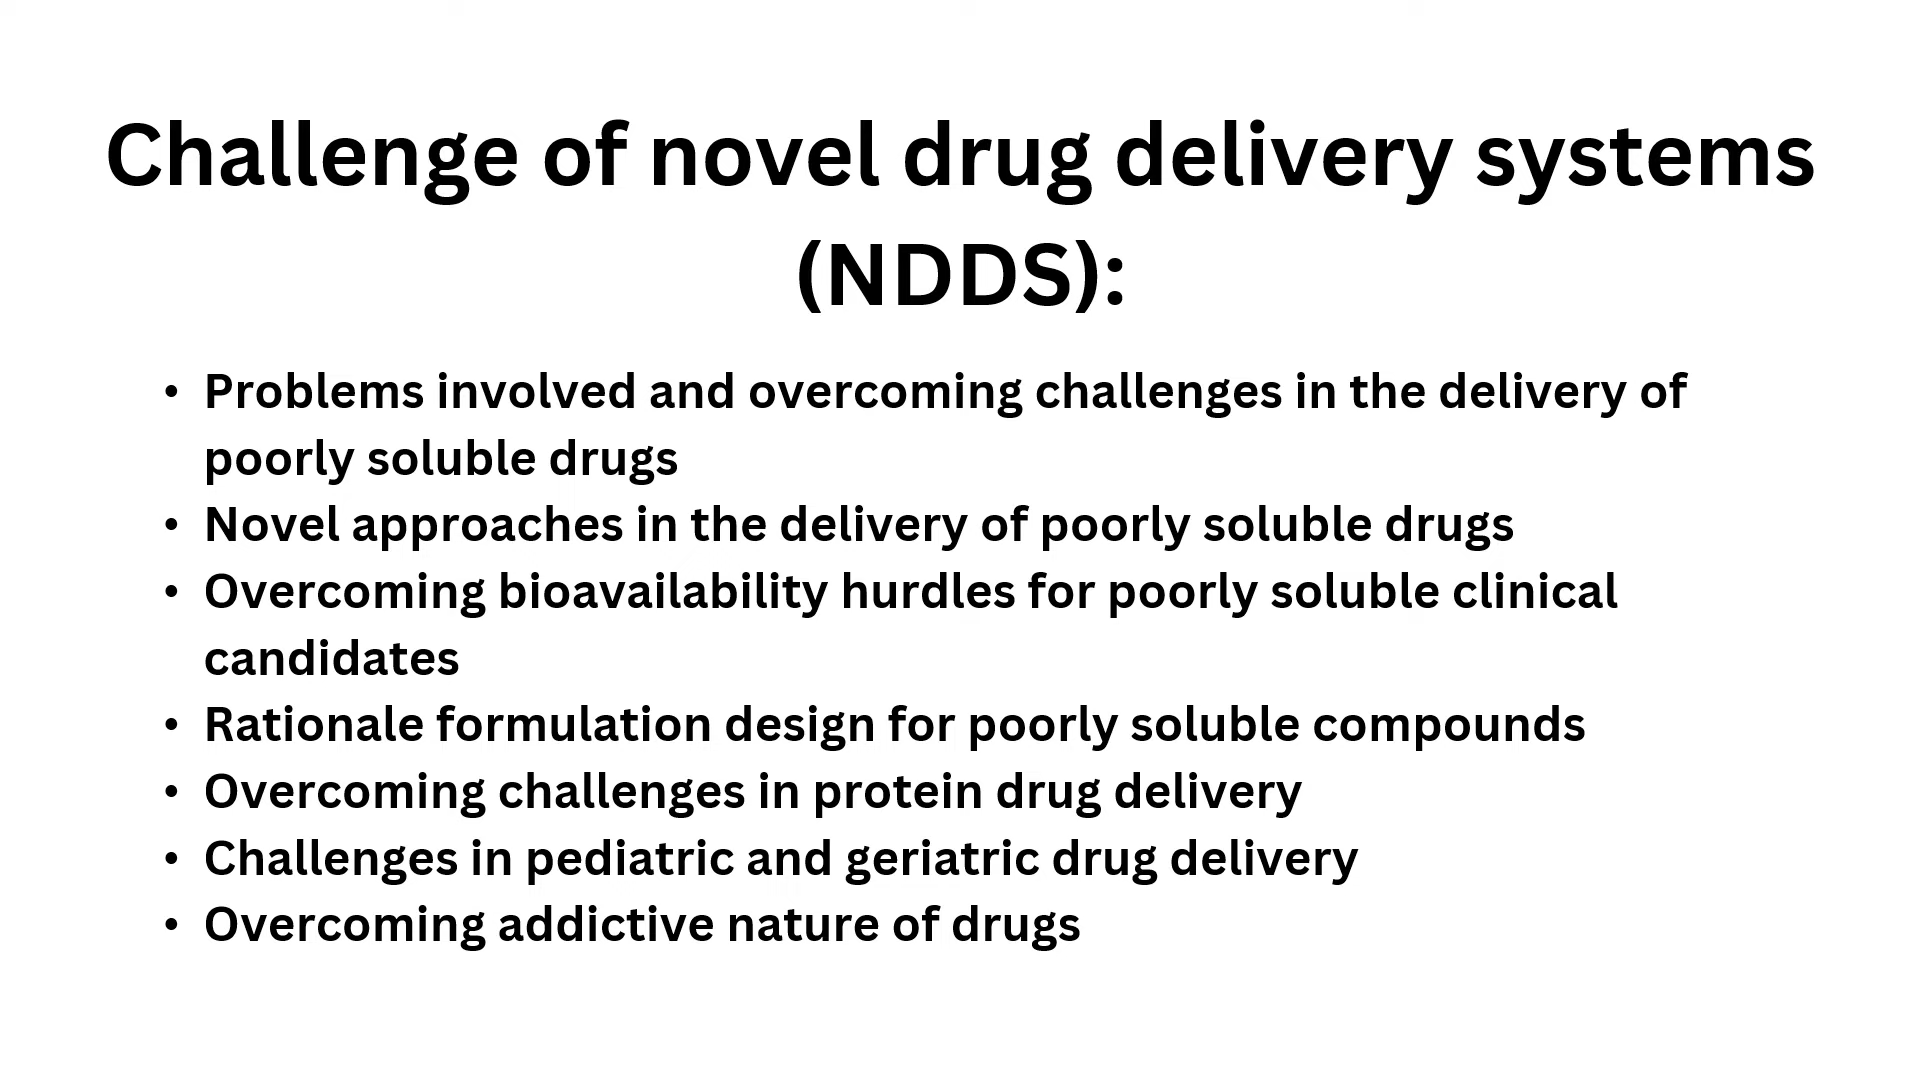 Challenge of novel drug delivery systems
(NDDS):
• Problems involved and overcoming challenges in the delivery of
poorly soluble drugs
• Novel approaches in the delivery of poorly soluble drugs
• Overcoming bioavailability hurdles for poorly soluble clinical
candidates
• Rationale formulation design for poorly soluble compounds
• Overcoming challenges in protein drug delivery
• Challenges in pediatric and geriatric drug delivery
• Overcoming addictive nature of drugs